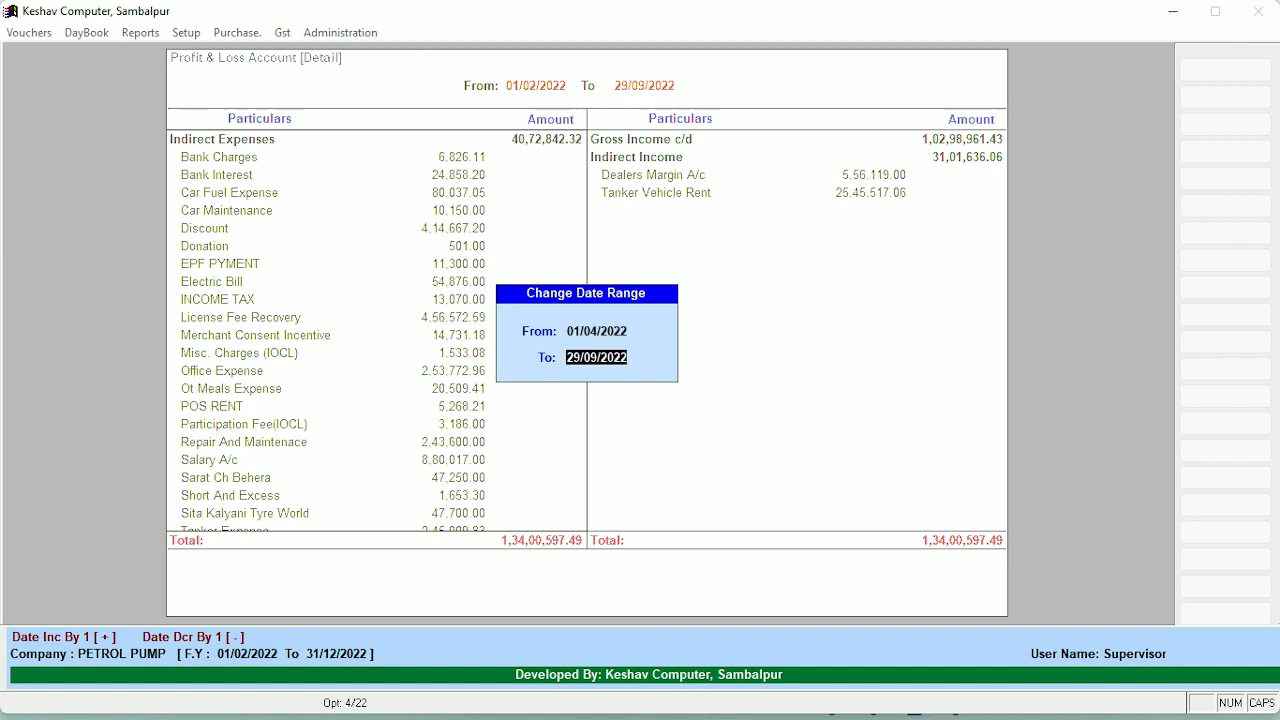 Keshav Computer, Sambalpur
Vouchers DayBook Reports Setup Purchase. Gst Administration
Profit & Loss Account [Detail]
From: 01/02/2022 To 29/09/2022
Particulars Amount Particulars Amount
Indirect Expenses 40,72,842.32 Gross Income c/d 1,02,98,961.43
Bank Charges 6,826.11 Indirect Income 31,01,636.06
Bank Interest 24,858.20 Dealers Margin A/c 5,56,119.00
Car Fuel Expense 80,037.05 Tanker Vehicle Rent 25,45,517.06
Car Maintenance 10,150.00
Discount 4,14,667.20
Donation 501.00
EPF PYMENT 11,300.00
Electric Bill 54,876.00
INCOME TAX 13,070.00
License Fee Recovery 4,56,572.59
Merchant Consent Incentive 14,731.18
Misc. Charges (IOCL) 1,533.08
Office Expense 2,53,772.96
Ot Meals Expense 20,509.41
POS RENT 5,268.21
Participation Fee(IOCL) 3,186.00
Repair And Maintenace 2,43,600.00
Salary A/c 8,80,017.00
Sarat Ch Behera 47,250.00
Short And Excess 1,653.30
Sita Kalyani Tyre World 47,700.00
Tanker Expense
Total: 1,34,00,597.49 Total: 1,34,00,597.49
Change Date Range
From: 01/04/2022
To: 29/09/2022
Date Inc By 1 [ + ] Date Dcr By 1 [ - ]
Company : PETROL PUMP [ F.Y : 01/02/2022 To 31/12/2022 ] User Name: Supervisor
Developed By: Keshav Computer, Sambalpur
Opt: 4/22 NUM CAPS